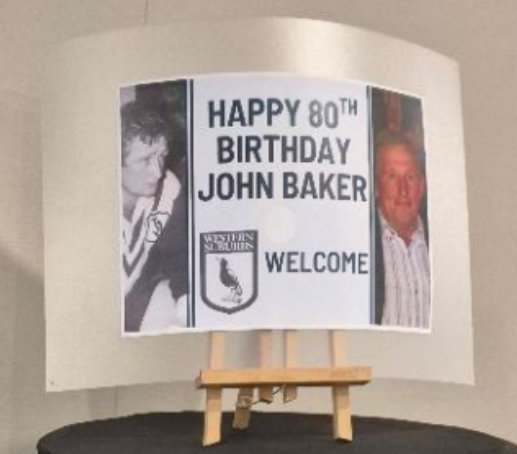 HAPPY 80TH
BIRTHDAY
JOHN BAKER
WESTERN
SUBURBS
WELCOME